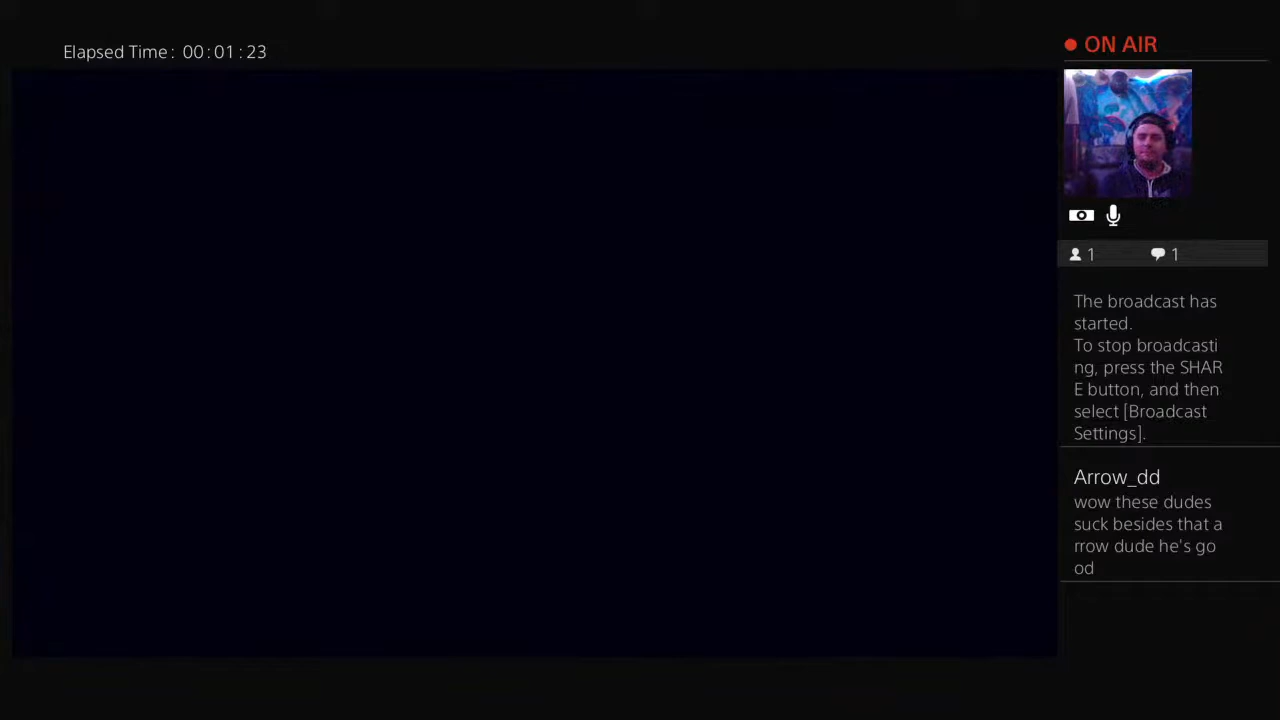 Elapsed Time: 00:01:23
ON AIR
1 1
The broadcast has
started.
To stop broadcasti
ng, press the SHAR
E button, and then
select [Broadcast
Settings].
Arrow_dd
wow these dudes
suck besides that a
rrow dude he's go
od